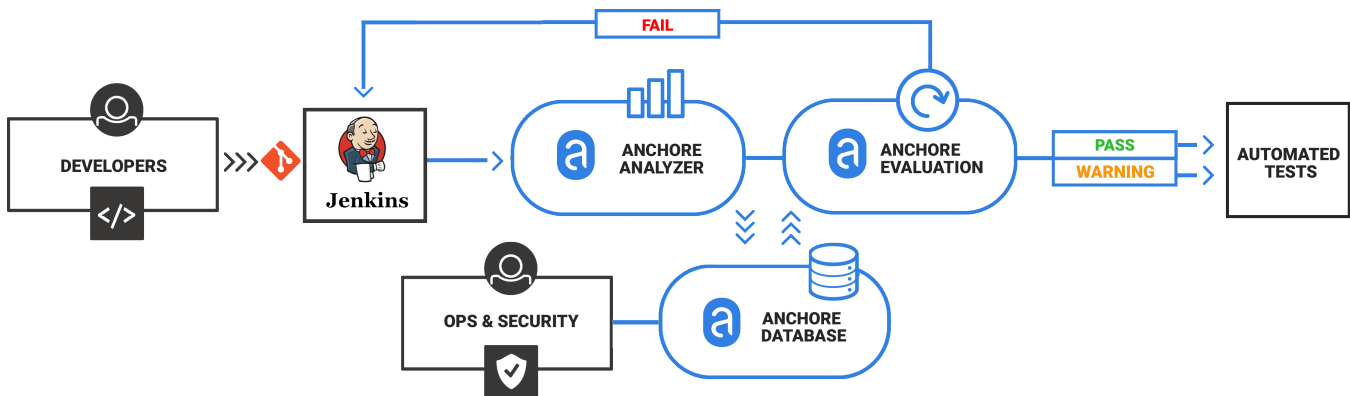 FAIL
DEVELOPERS
</>
Jenkins
a
ANCHORE
ANALYZER
a
ANCHORE
EVALUATION
PASS
WARNING
AUTOMATED
TESTS
OPS & SECURITY
a
ANCHORE
DATABASE